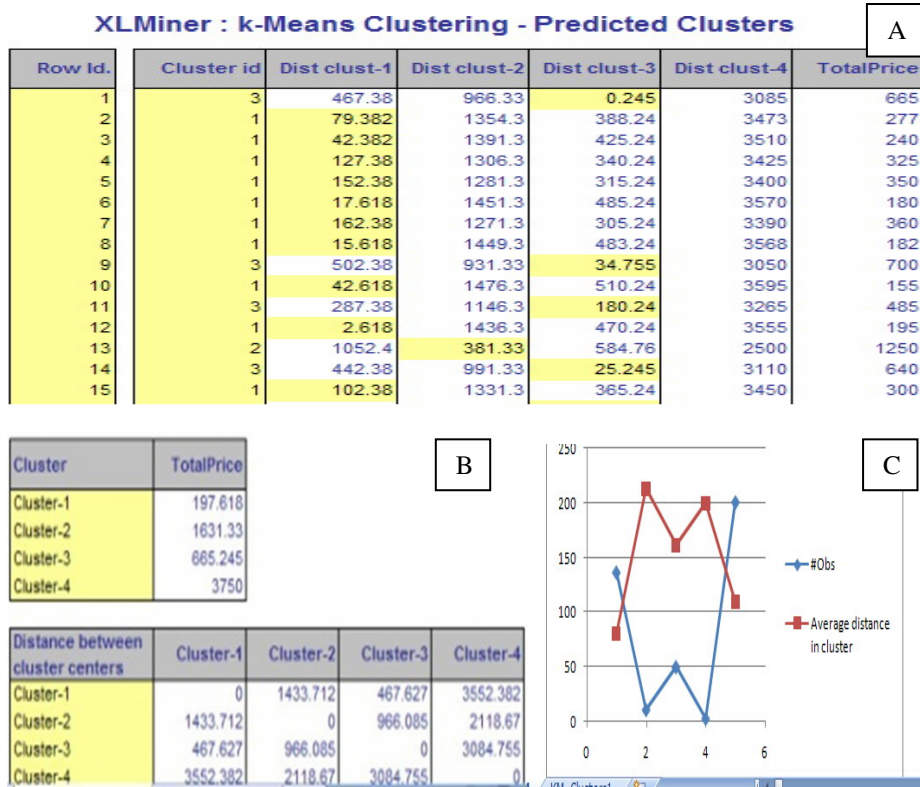 XLMiner : k-Means Clustering - Predicted Clusters
A
Row Id. Cluster id Dist clust-1 Dist clust-2 Dist clust-3 Dist clust-4 TotalPrice
1 3 467.38 966.33 0.245 3085 665
2 1 79.382 1354.3 388.24 3473 277
3 1 42.382 1391.3 425.24 3510 240
4 1 127.38 1306.3 340.24 3425 325
5 1 152.38 1281.3 315.24 3400 350
6 1 17.618 1451.3 485.24 3570 180
7 1 162.38 1271.3 305.24 3390 360
8 1 15.618 1449.3 483.24 3568 182
9 3 502.38 931.33 34.755 3050 700
10 1 42.618 1476.3 510.24 3595 155
11 3 287.38 1146.3 180.24 3265 485
12 1 2.618 1436.3 470.24 3555 195
13 2 1052.4 381.33 584.76 2500 1250
14 3 442.38 991.33 25.245 3110 640
15 1 102.38 1331.3 365.24 3450 300
B
Cluster TotalPrice
Cluster-1 197.618
Cluster-2 1631.33
Cluster-3 665.245
Cluster-4 3750
Distance between
cluster centers Cluster-1 Cluster-2 Cluster-3 Cluster-4
Cluster-1 0 1433.712 467.627 3552.382
Cluster-2 1433.712 0 966.085 2118.67
Cluster-3 467.627 966.085 0 3084.755
Cluster-4 3552.382 2118.67 3084.755 0
C
250
200
150
100
50
0
0 2 4 6
#Obs
Average distance
in cluster